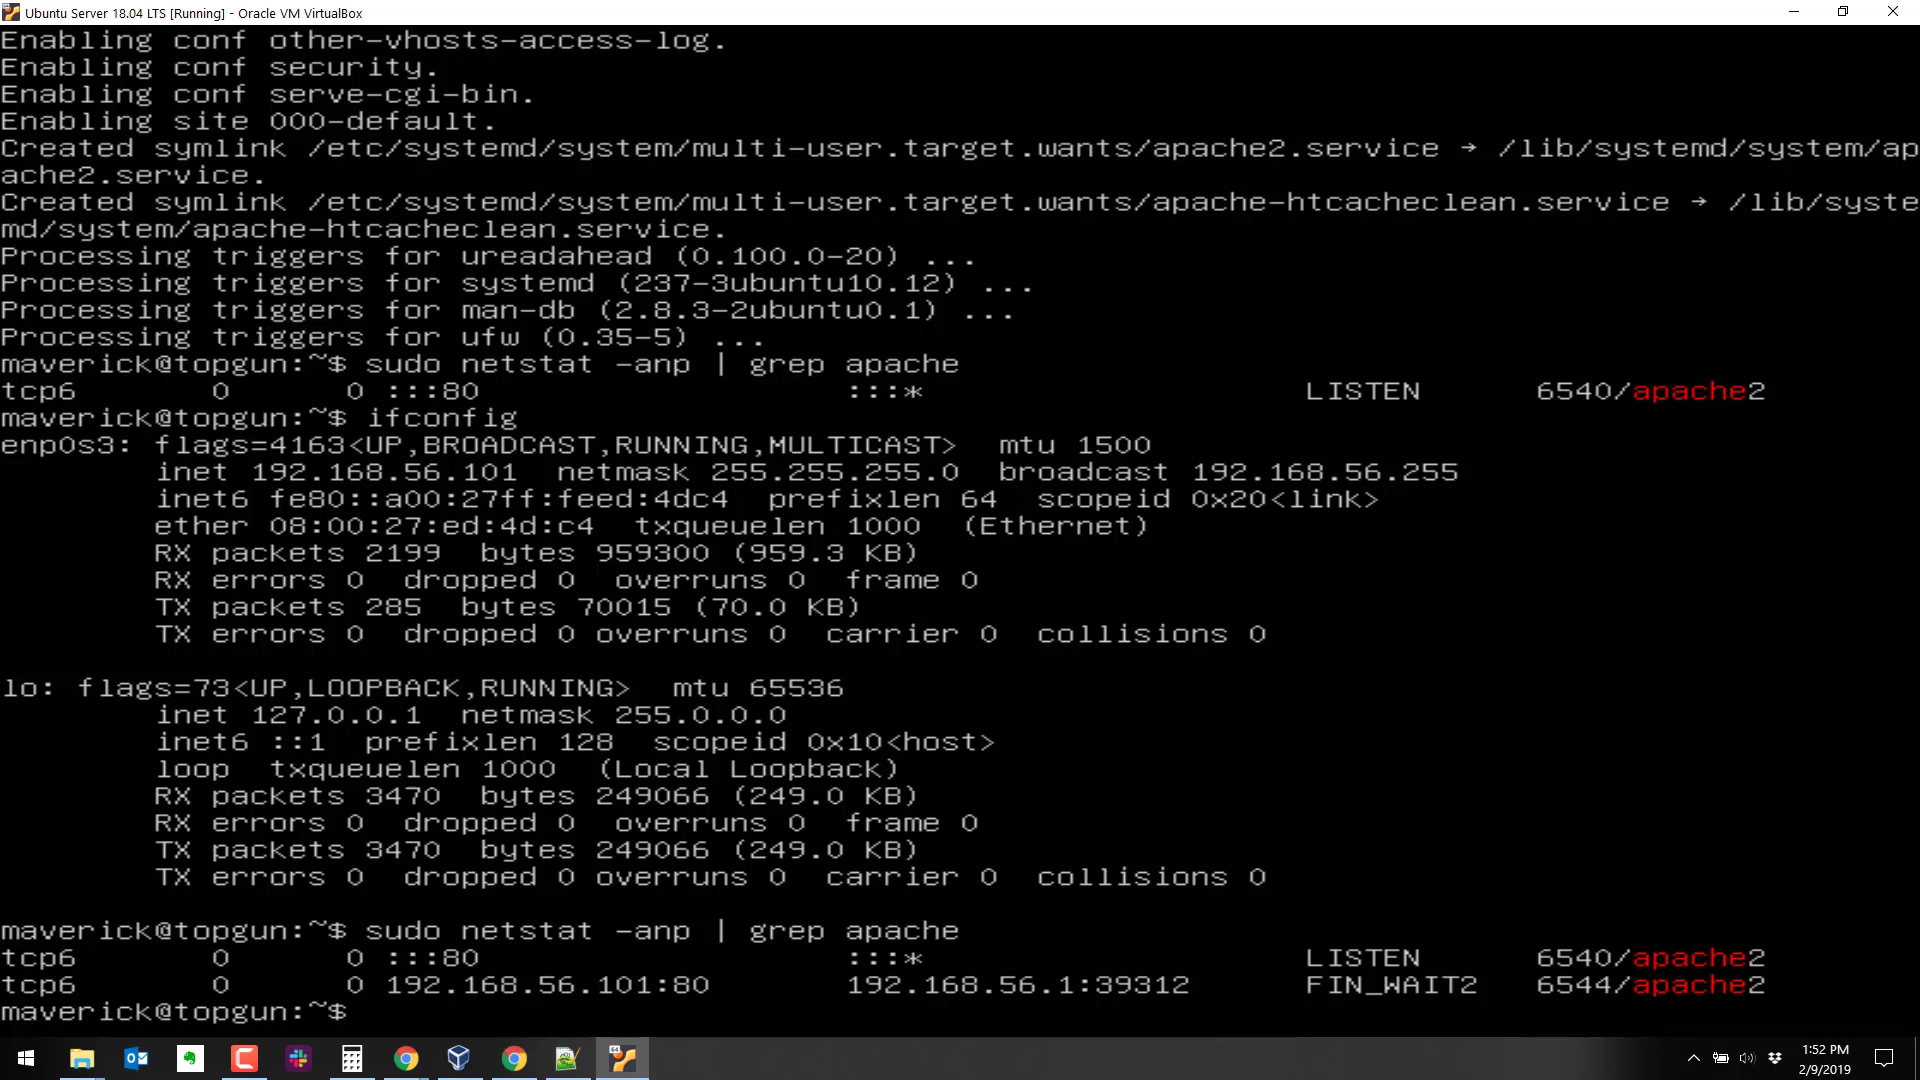 Ubuntu Server 18.04 LTS [Running] - Oracle VM VirtualBox
Enabling conf other-vhosts-access-log.
Enabling conf security.
Enabling conf serve-cgi-bin.
Enabling site 000-default.
Created symlink /etc/systemd/system/multi-user.target.wants/apache2.service → /lib/systemd/system/ap
ache2.service.
Created symlink /etc/systemd/system/multi-user.target.wants/apache-htcacheclean.service → /lib/syste
md/system/apache-htcacheclean.service.
Processing triggers for ureadahead (0.100.0-20) ...
Processing triggers for systemd (237-3ubuntu10.12) ...
Processing triggers for man-db (2.8.3-2ubuntu0.1) ...
Processing triggers for ufw (0.35-5) ...
maverick@topgun:~$ sudo netstat -anp | grep apache
tcp6       0      0 :::80                   :::*                    LISTEN      6540/apache2
maverick@topgun:~$ ifconfig
enp0s3: flags=4163<UP,BROADCAST,RUNNING,MULTICAST>  mtu 1500
        inet 192.168.56.101  netmask 255.255.255.0  broadcast 192.168.56.255
        inet6 fe80::a00:27ff:feed:4dc4  prefixlen 64  scopeid 0x20<link>
        ether 08:00:27:ed:4d:c4  txqueuelen 1000  (Ethernet)
        RX packets 2199  bytes 959300 (959.3 KB)
        RX errors 0  dropped 0  overruns 0  frame 0
        TX packets 285  bytes 70015 (70.0 KB)
        TX errors 0  dropped 0 overruns 0  carrier 0  collisions 0
lo: flags=73<UP,LOOPBACK,RUNNING>  mtu 65536
        inet 127.0.0.1  netmask 255.0.0.0
        inet6 ::1  prefixlen 128  scopeid 0x10<host>
        loop  txqueuelen 1000  (Local Loopback)
        RX packets 3470  bytes 249066 (249.0 KB)
        RX errors 0  dropped 0  overruns 0  frame 0
        TX packets 3470  bytes 249066 (249.0 KB)
        TX errors 0  dropped 0 overruns 0  carrier 0  collisions 0
maverick@topgun:~$ sudo netstat -anp | grep apache
tcp6       0      0 :::80                   :::*                    LISTEN      6540/apache2
tcp6       0      0 192.168.56.101:80       192.168.56.1:39312      FIN_WAIT2   6544/apache2
maverick@topgun:~$
1:52 PM
2/9/2019